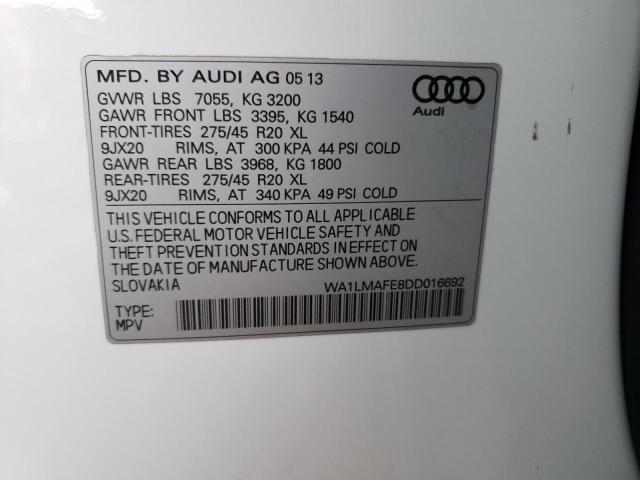 MFD. BY AUDI AG 05 13
Audi
GVWR LBS 7055, KG 3200
GAWR FRONT LBS 3395, KG 1540
FRONT-TIRES 275/45 R20 XL
9JX20 RIMS, AT 300 KPA 44 PSI COLD
GAWR REAR LBS 3968, KG 1800
REAR-TIRES 275/45 R20 XL
9JX20 RIMS, AT 340 KPA 49 PSI COLD
THIS VEHICLE CONFORMS TO ALL APPLICABLE
U.S. FEDERAL MOTOR VEHICLE SAFETY AND
THEFT PREVENTION STANDARDS IN EFFECT ON
THE DATE OF MANUFACTURE SHOWN ABOVE.
SLOVAKIA WA1LMAFE8DD016692
TYPE:
MPV